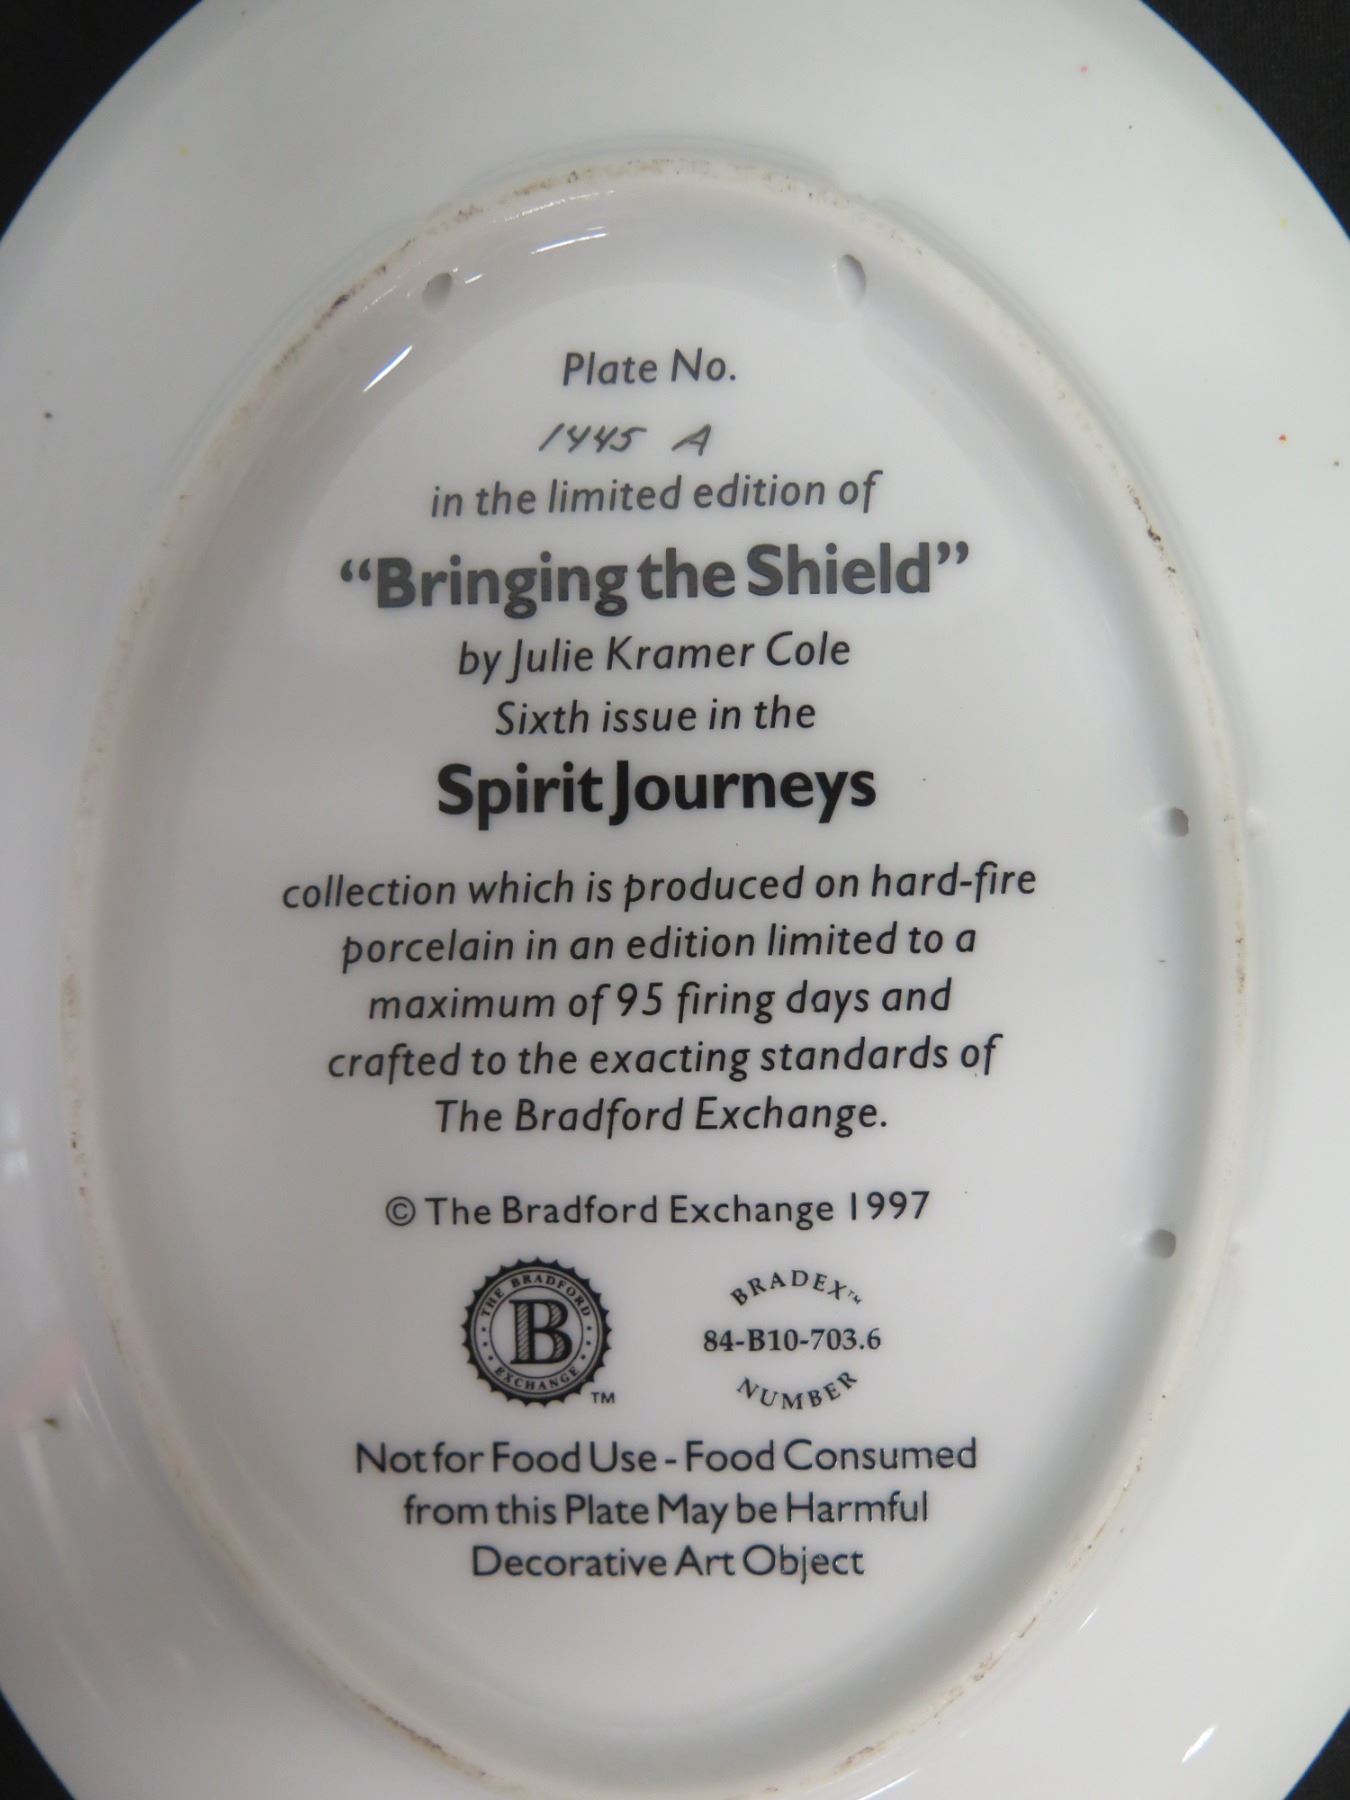 Plate No.
1445 A
in the limited edition of
“Bringing the Shield”
by Julie Kramer Cole
Sixth issue in the
Spirit Journeys
collection which is produced on hard-fire
porcelain in an edition limited to a
maximum of 95 firing days and
crafted to the exacting standards of
The Bradford Exchange.
© The Bradford Exchange 1997
THE BRADFORD
B
EXCHANGE
TM
BRADEX™
84-B10-703.6
NUMBER
Not for Food Use - Food Consumed
from this Plate May be Harmful
Decorative Art Object